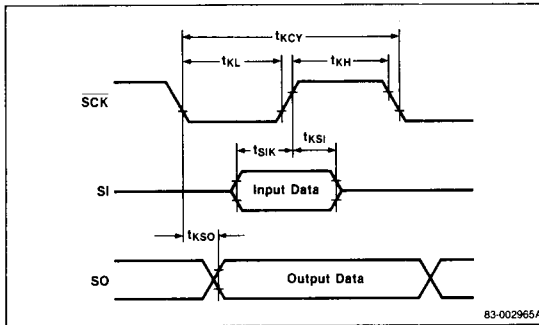 tKCY
tKL
tKH
SCK
tSIK
tKSI
SI
Input Data
tKSO
SO
Output Data
83-002965A